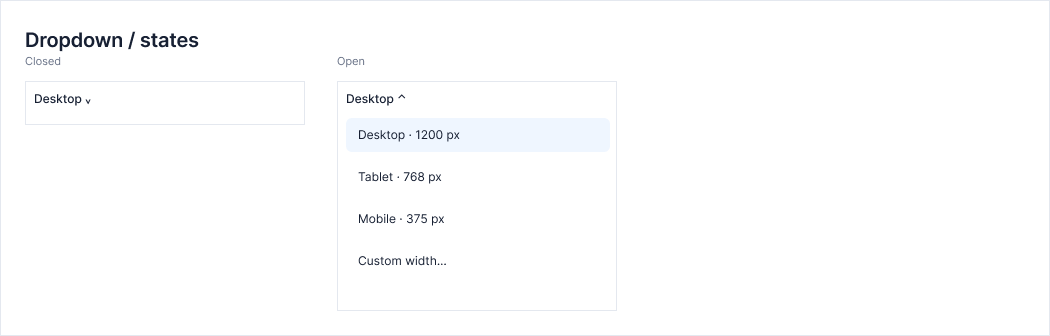 Dropdown / states
Closed
Open
Desktop ˅
Desktop ^
Desktop · 1200 px
Tablet · 768 px
Mobile · 375 px
Custom width...